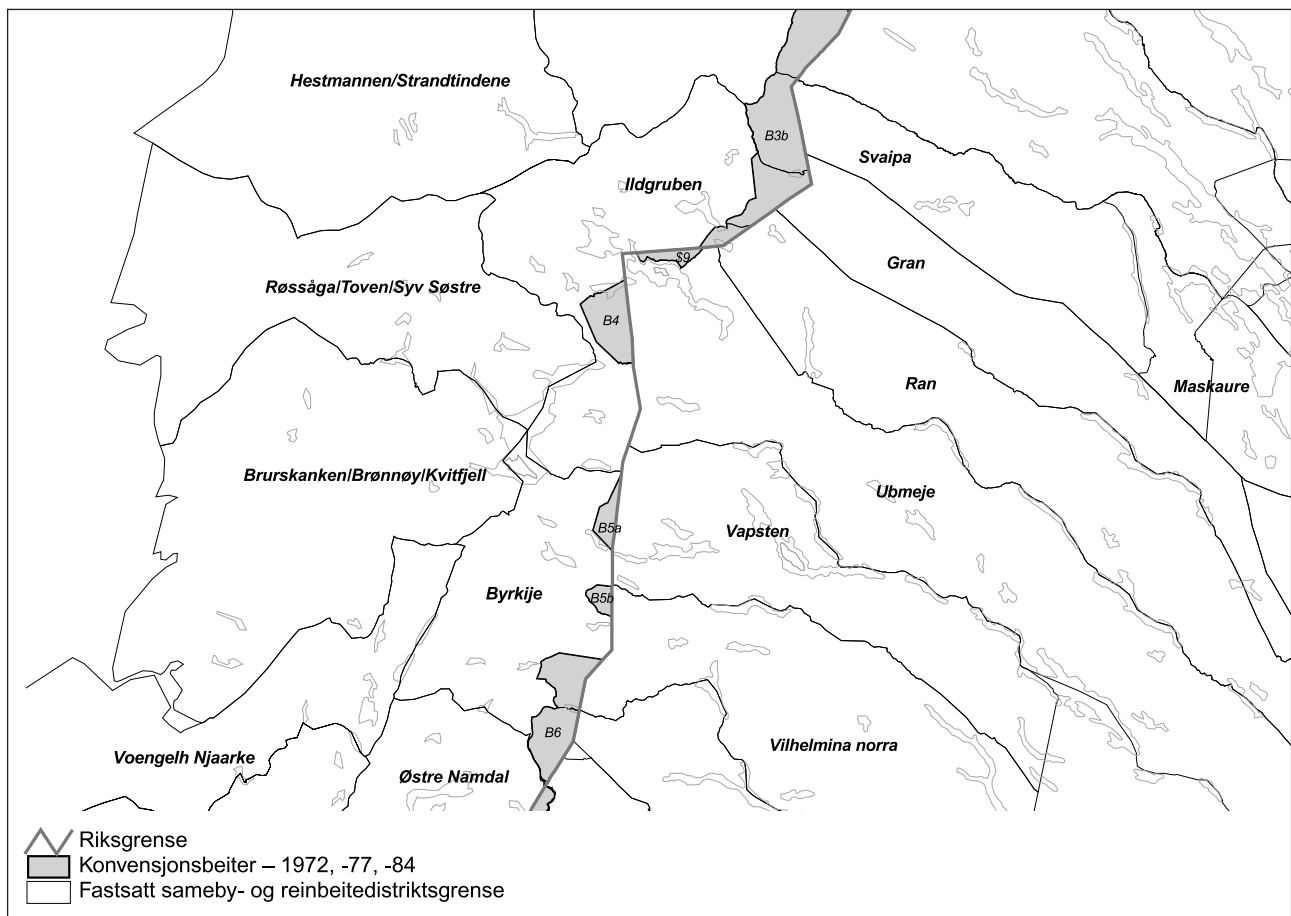 Hestmannen/Strandtindene
B3b
Svaipa
Ildgruben
Gran
S9
Røssåga/Toven/Syv Søstre
B4
Ran
Maskaure
Brurskanken/Brønnøy/Kvitfjell
Ubmeje
B5a
Vapsten
Byrkije
B5b
B6
Vilhelmina norra
Voengelh Njaarke
Østre Namdal
Riksgrense
Konvensjonsbeiter – 1972, -77, -84
Fastsatt sameby- og reinbeitedistriktsgrense